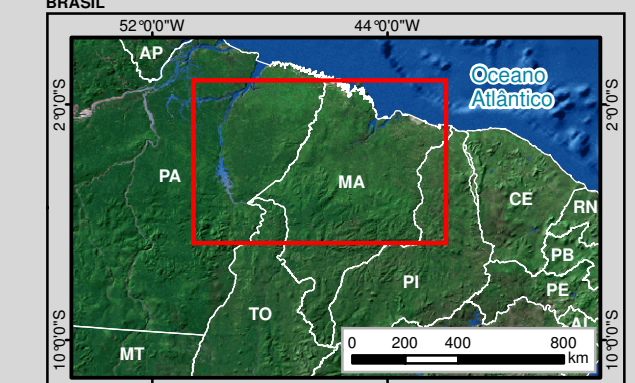 BRASIL
52°0'0"W
44°0'0"W
AP
Oceano
Atlântico
2°0'0"S
2°0'0"S
PA
MA
CE
RN
PB
PI
PE
TO
AL
MT
10°0'0"S
10°0'0"S
0 200 400 800
km